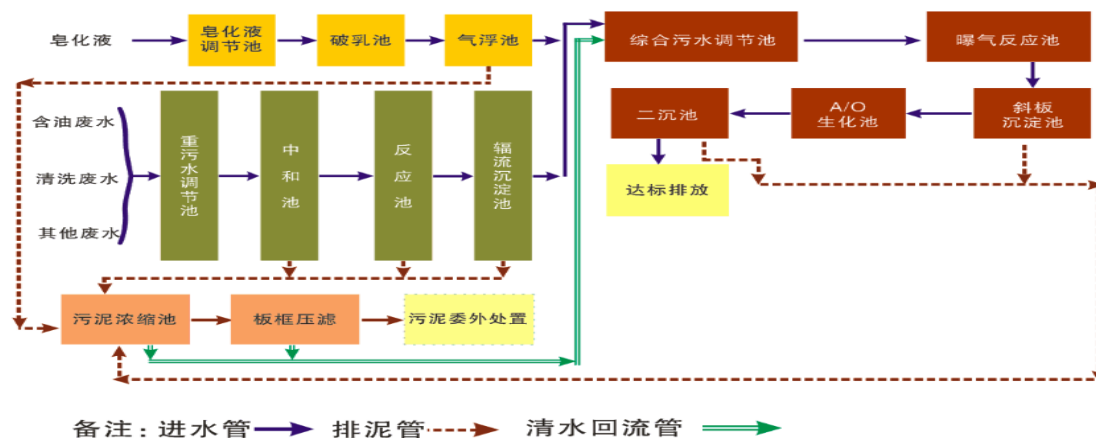 皂化液
皂化液
调节池
破乳池
气浮池
综合污水调节池
曝气反应池
含油废水
清洗废水
其他废水
重污水调节池
中和池
反应池
辐流沉淀池
二沉池
A/O
生化池
斜板
沉淀池
达标排放
污泥浓缩池
板框压滤
污泥委外处置
备注：进水管
排泥管
清水回流管